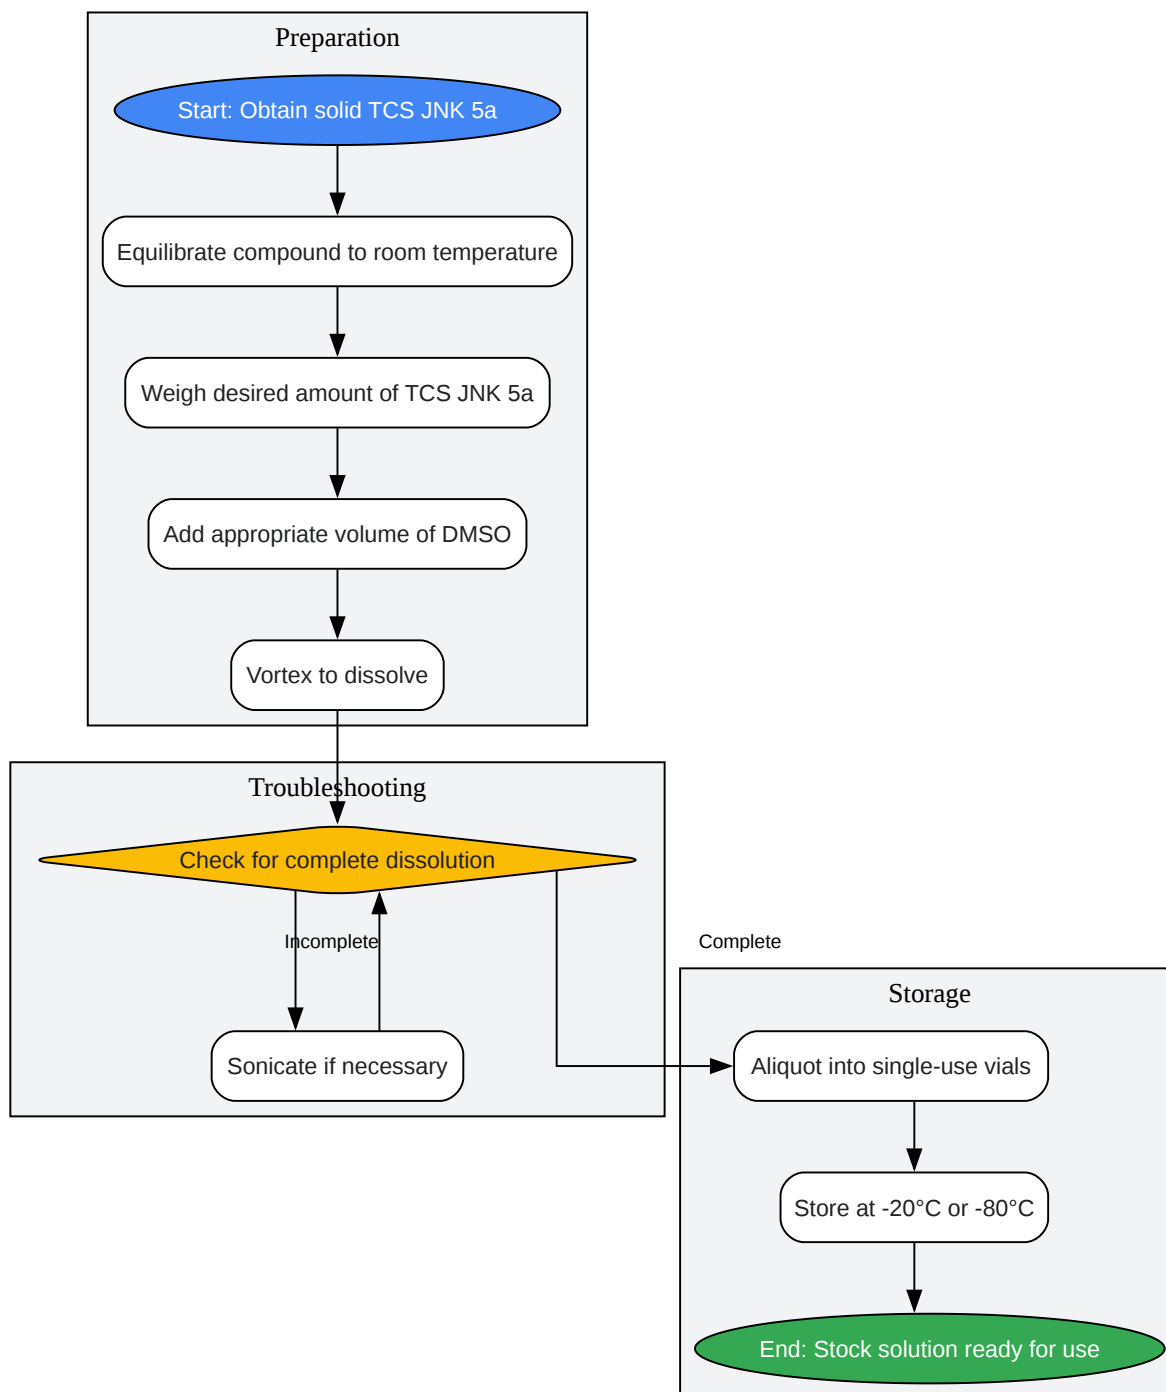 Preparation
Start: Obtain solid TCS JNK 5a
Equilibrate compound to room temperature
Weigh desired amount of TCS JNK 5a
Add appropriate volume of DMSO
Vortex to dissolve
Troubleshooting
Check for complete dissolution
Incomplete
Complete
Sonicate if necessary
Storage
Aliquot into single-use vials
Store at -20°C or -80°C
End: Stock solution ready for use